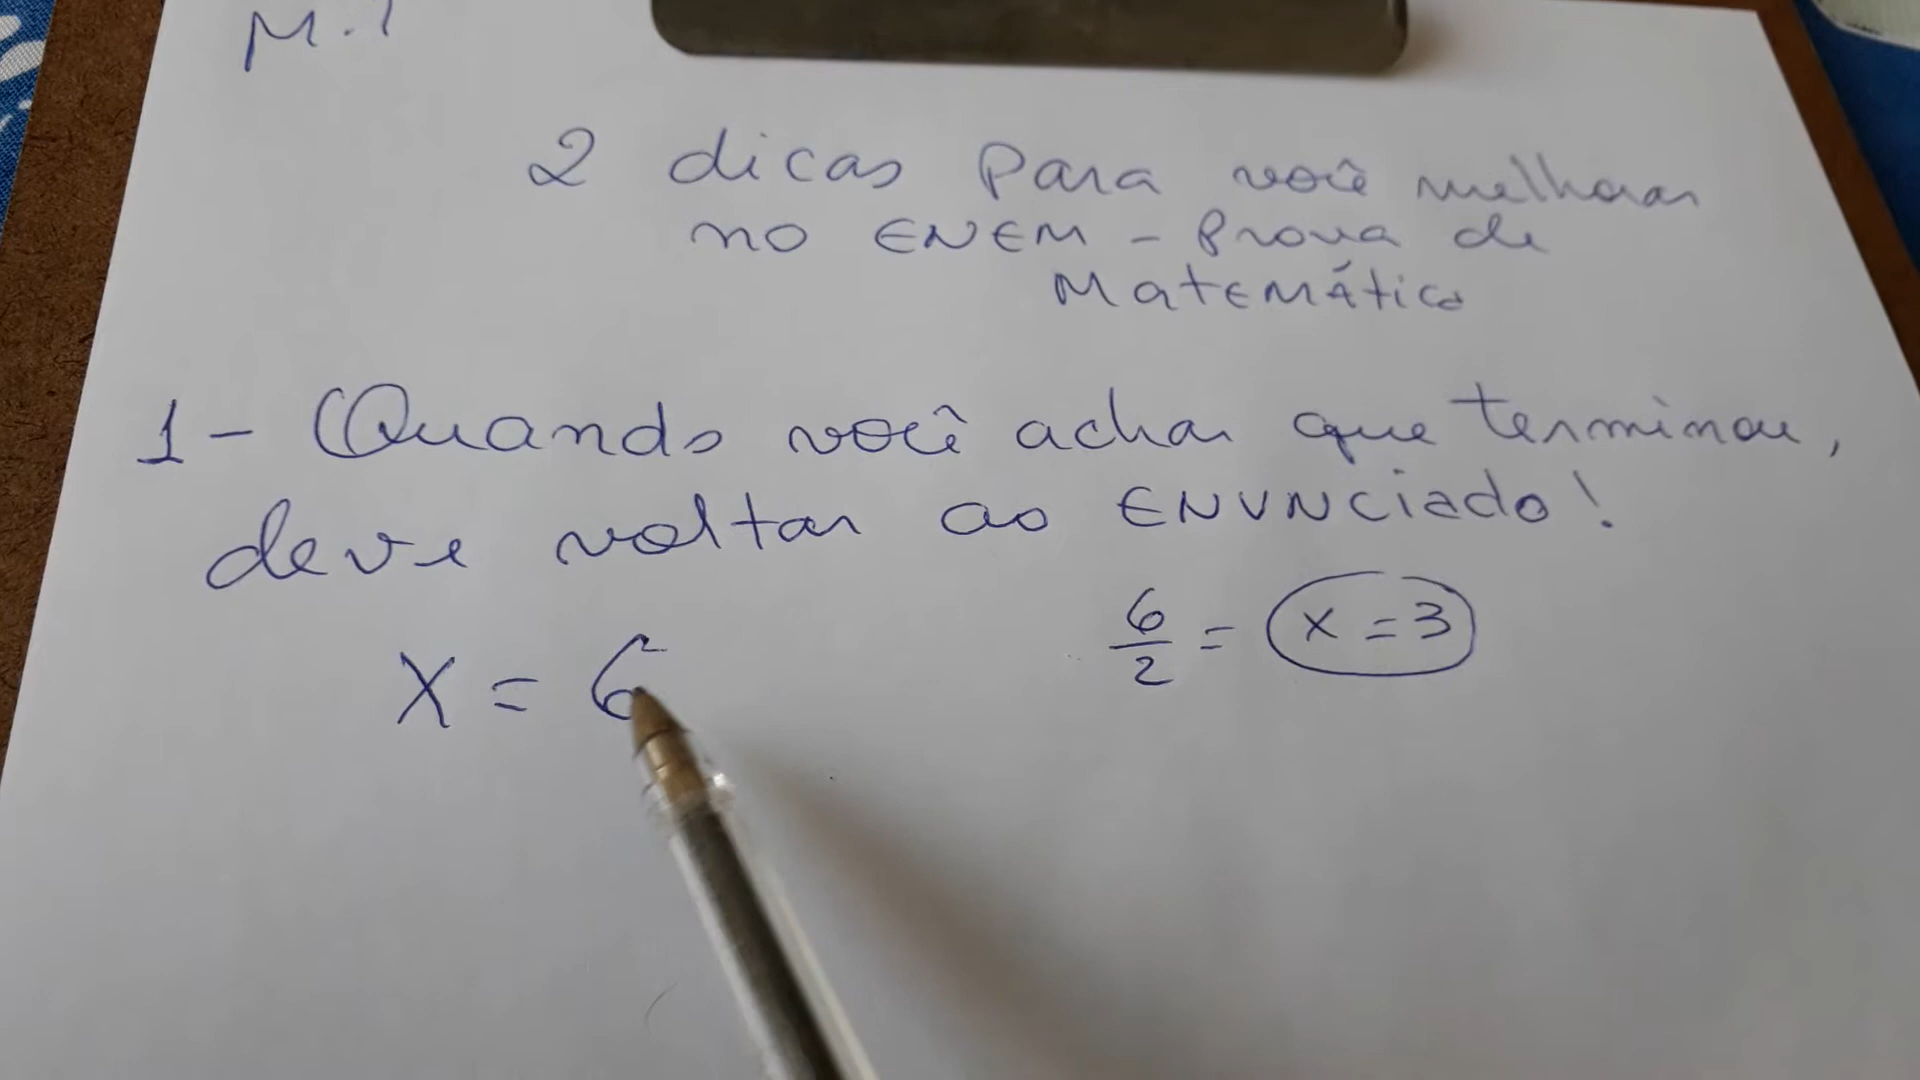 2 dicas para você melhorar
no ENEM - Prova de
Matemática
1 - Quando você achar que terminou,
deve voltar ao ENUNciado!
6/2 = x = 3
X = 6